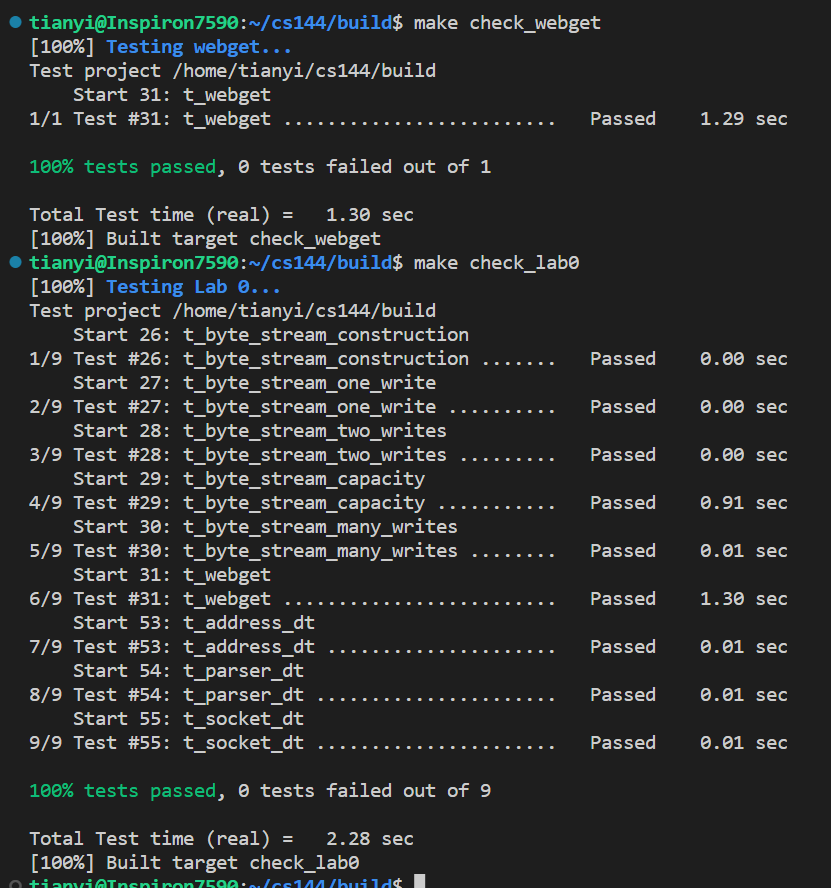 tianyi@Inspiron7590:~/cs144/build$ make check_webget
[100%] Testing webget...
Test project /home/tianyi/cs144/build
    Start 31: t_webget
1/1 Test #31: t_webget .........................   Passed    1.29 sec

100% tests passed, 0 tests failed out of 1

Total Test time (real) =   1.30 sec
[100%] Built target check_webget
tianyi@Inspiron7590:~/cs144/build$ make check_lab0
[100%] Testing Lab 0...
Test project /home/tianyi/cs144/build
    Start 26: t_byte_stream_construction
1/9 Test #26: t_byte_stream_construction .......   Passed    0.00 sec
    Start 27: t_byte_stream_one_write
2/9 Test #27: t_byte_stream_one_write ..........   Passed    0.00 sec
    Start 28: t_byte_stream_two_writes
3/9 Test #28: t_byte_stream_two_writes .........   Passed    0.00 sec
    Start 29: t_byte_stream_capacity
4/9 Test #29: t_byte_stream_capacity ...........   Passed    0.91 sec
    Start 30: t_byte_stream_many_writes
5/9 Test #30: t_byte_stream_many_writes ........   Passed    0.01 sec
    Start 31: t_webget
6/9 Test #31: t_webget .........................   Passed    1.30 sec
    Start 53: t_address_dt
7/9 Test #53: t_address_dt .....................   Passed    0.01 sec
    Start 54: t_parser_dt
8/9 Test #54: t_parser_dt ......................   Passed    0.01 sec
    Start 55: t_socket_dt
9/9 Test #55: t_socket_dt ......................   Passed    0.01 sec

100% tests passed, 0 tests failed out of 9

Total Test time (real) =   2.28 sec
[100%] Built target check_lab0
tianyi@Inspiron7590:~/cs144/build$